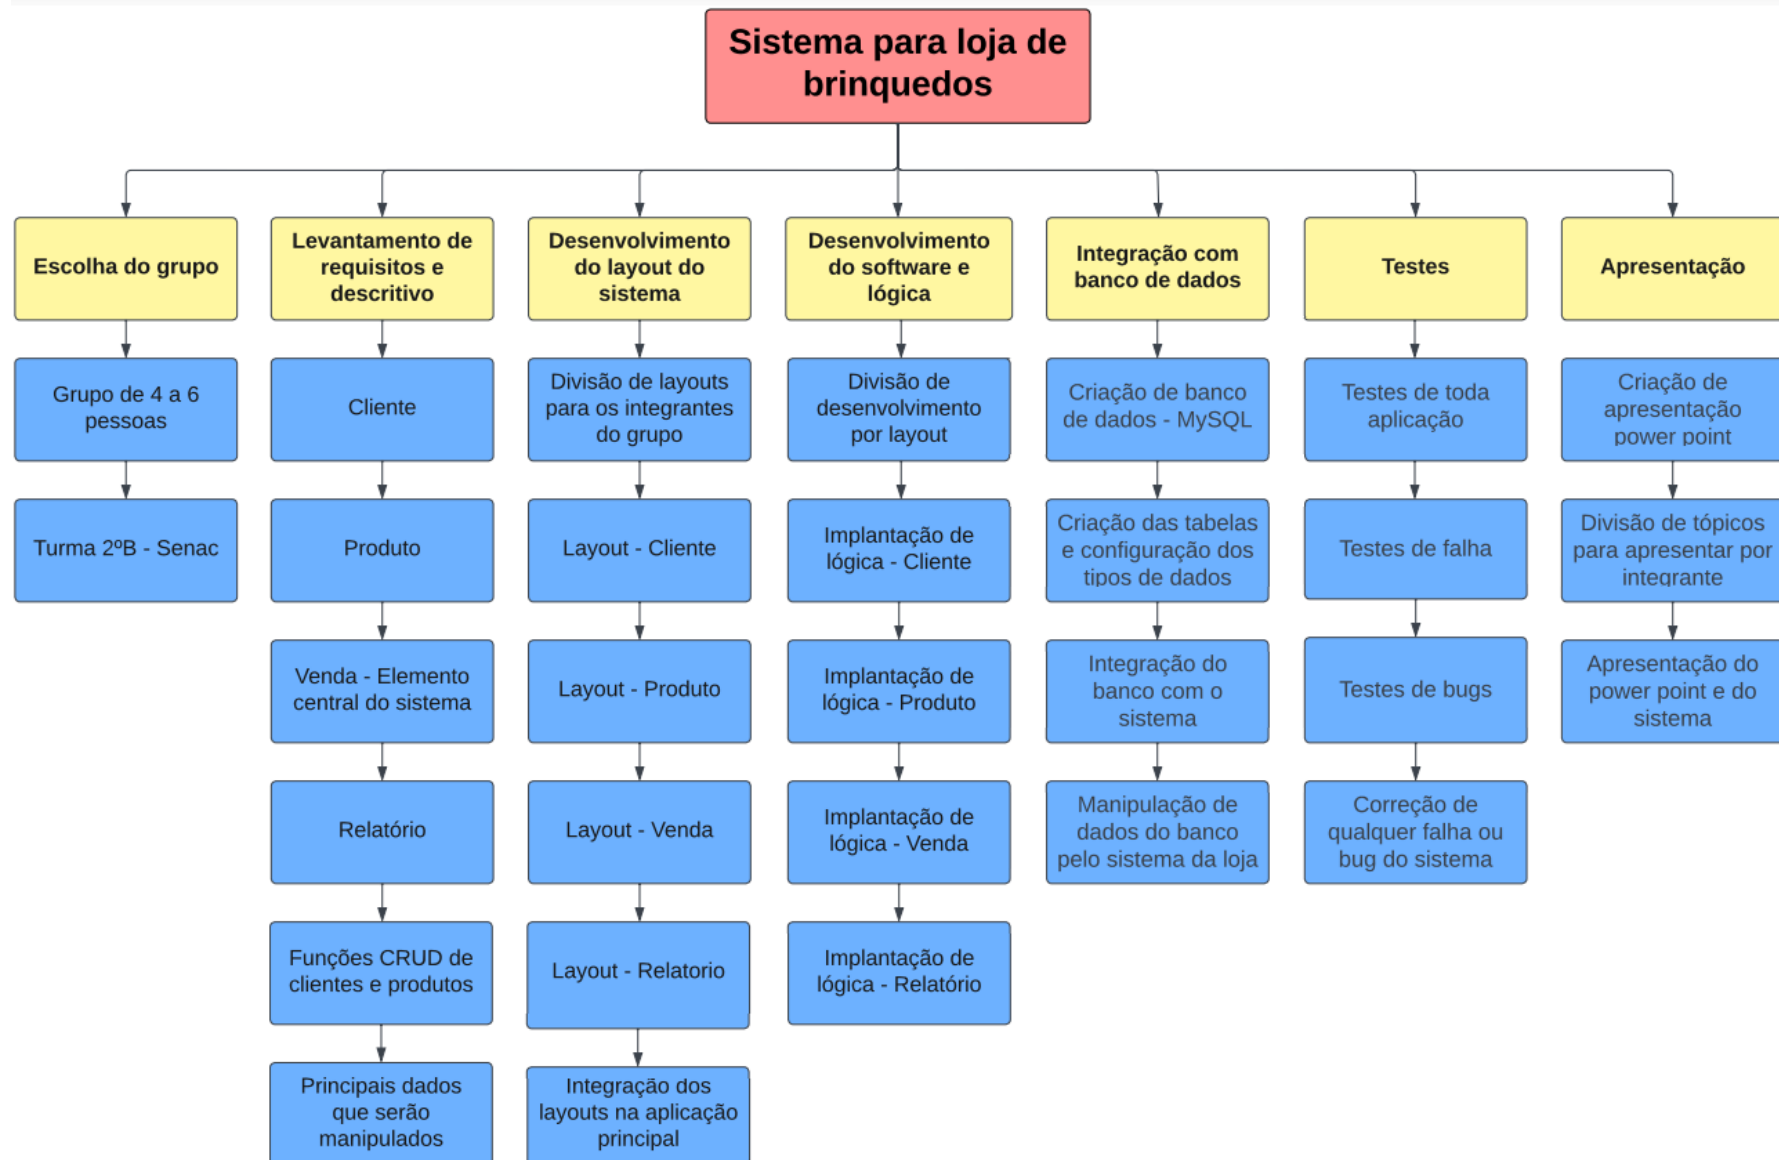 Sistema para loja de
brinquedos
Escolha do grupo
Levantamento de
requisitos e
descritivo
Desenvolvimento
do layout do
sistema
Desenvolvimento
do software e
lógica
Integração com
banco de dados
Testes
Apresentação
Grupo de 4 a 6
pessoas
Turma 2ºB - Senac
Cliente
Produto
Venda - Elemento
central do sistema
Relatório
Funções CRUD de
clientes e produtos
Principais dados
que serão
manipulados
Divisão de layouts
para os integrantes
do grupo
Layout - Cliente
Layout - Produto
Layout - Venda
Layout - Relatorio
Integração dos
layouts na aplicação
principal
Divisão de
desenvolvimento
por layout
Implantação de
lógica - Cliente
Implantação de
lógica - Produto
Implantação de
lógica - Venda
Implantação de
lógica - Relatório
Criação de banco
de dados - MySQL
Criação das tabelas
e configuração dos
tipos de dados
Integração do
banco com o
sistema
Manipulação de
dados do banco
pelo sistema da loja
Testes de toda
aplicação
Testes de falha
Testes de bugs
Correção de
qualquer falha ou
bug do sistema
Criação de
apresentação
power point
Divisão de tópicos
para apresentar por
integrante
Apresentação do
power point e do
sistema